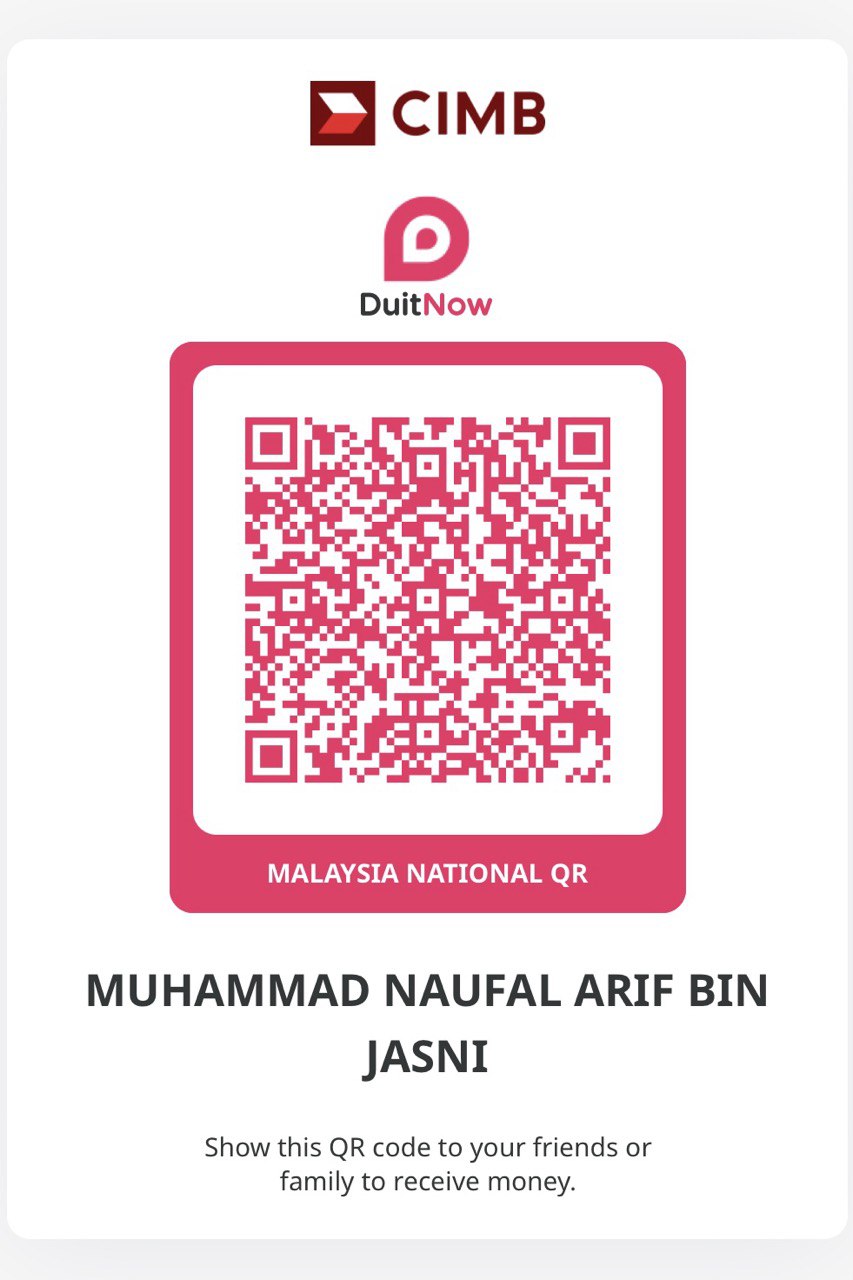 CIMB
DuitNow
MALAYSIA NATIONAL QR
MUHAMMAD NAUFAL ARIF BIN
JASNI
Show this QR code to your friends or
family to receive money.